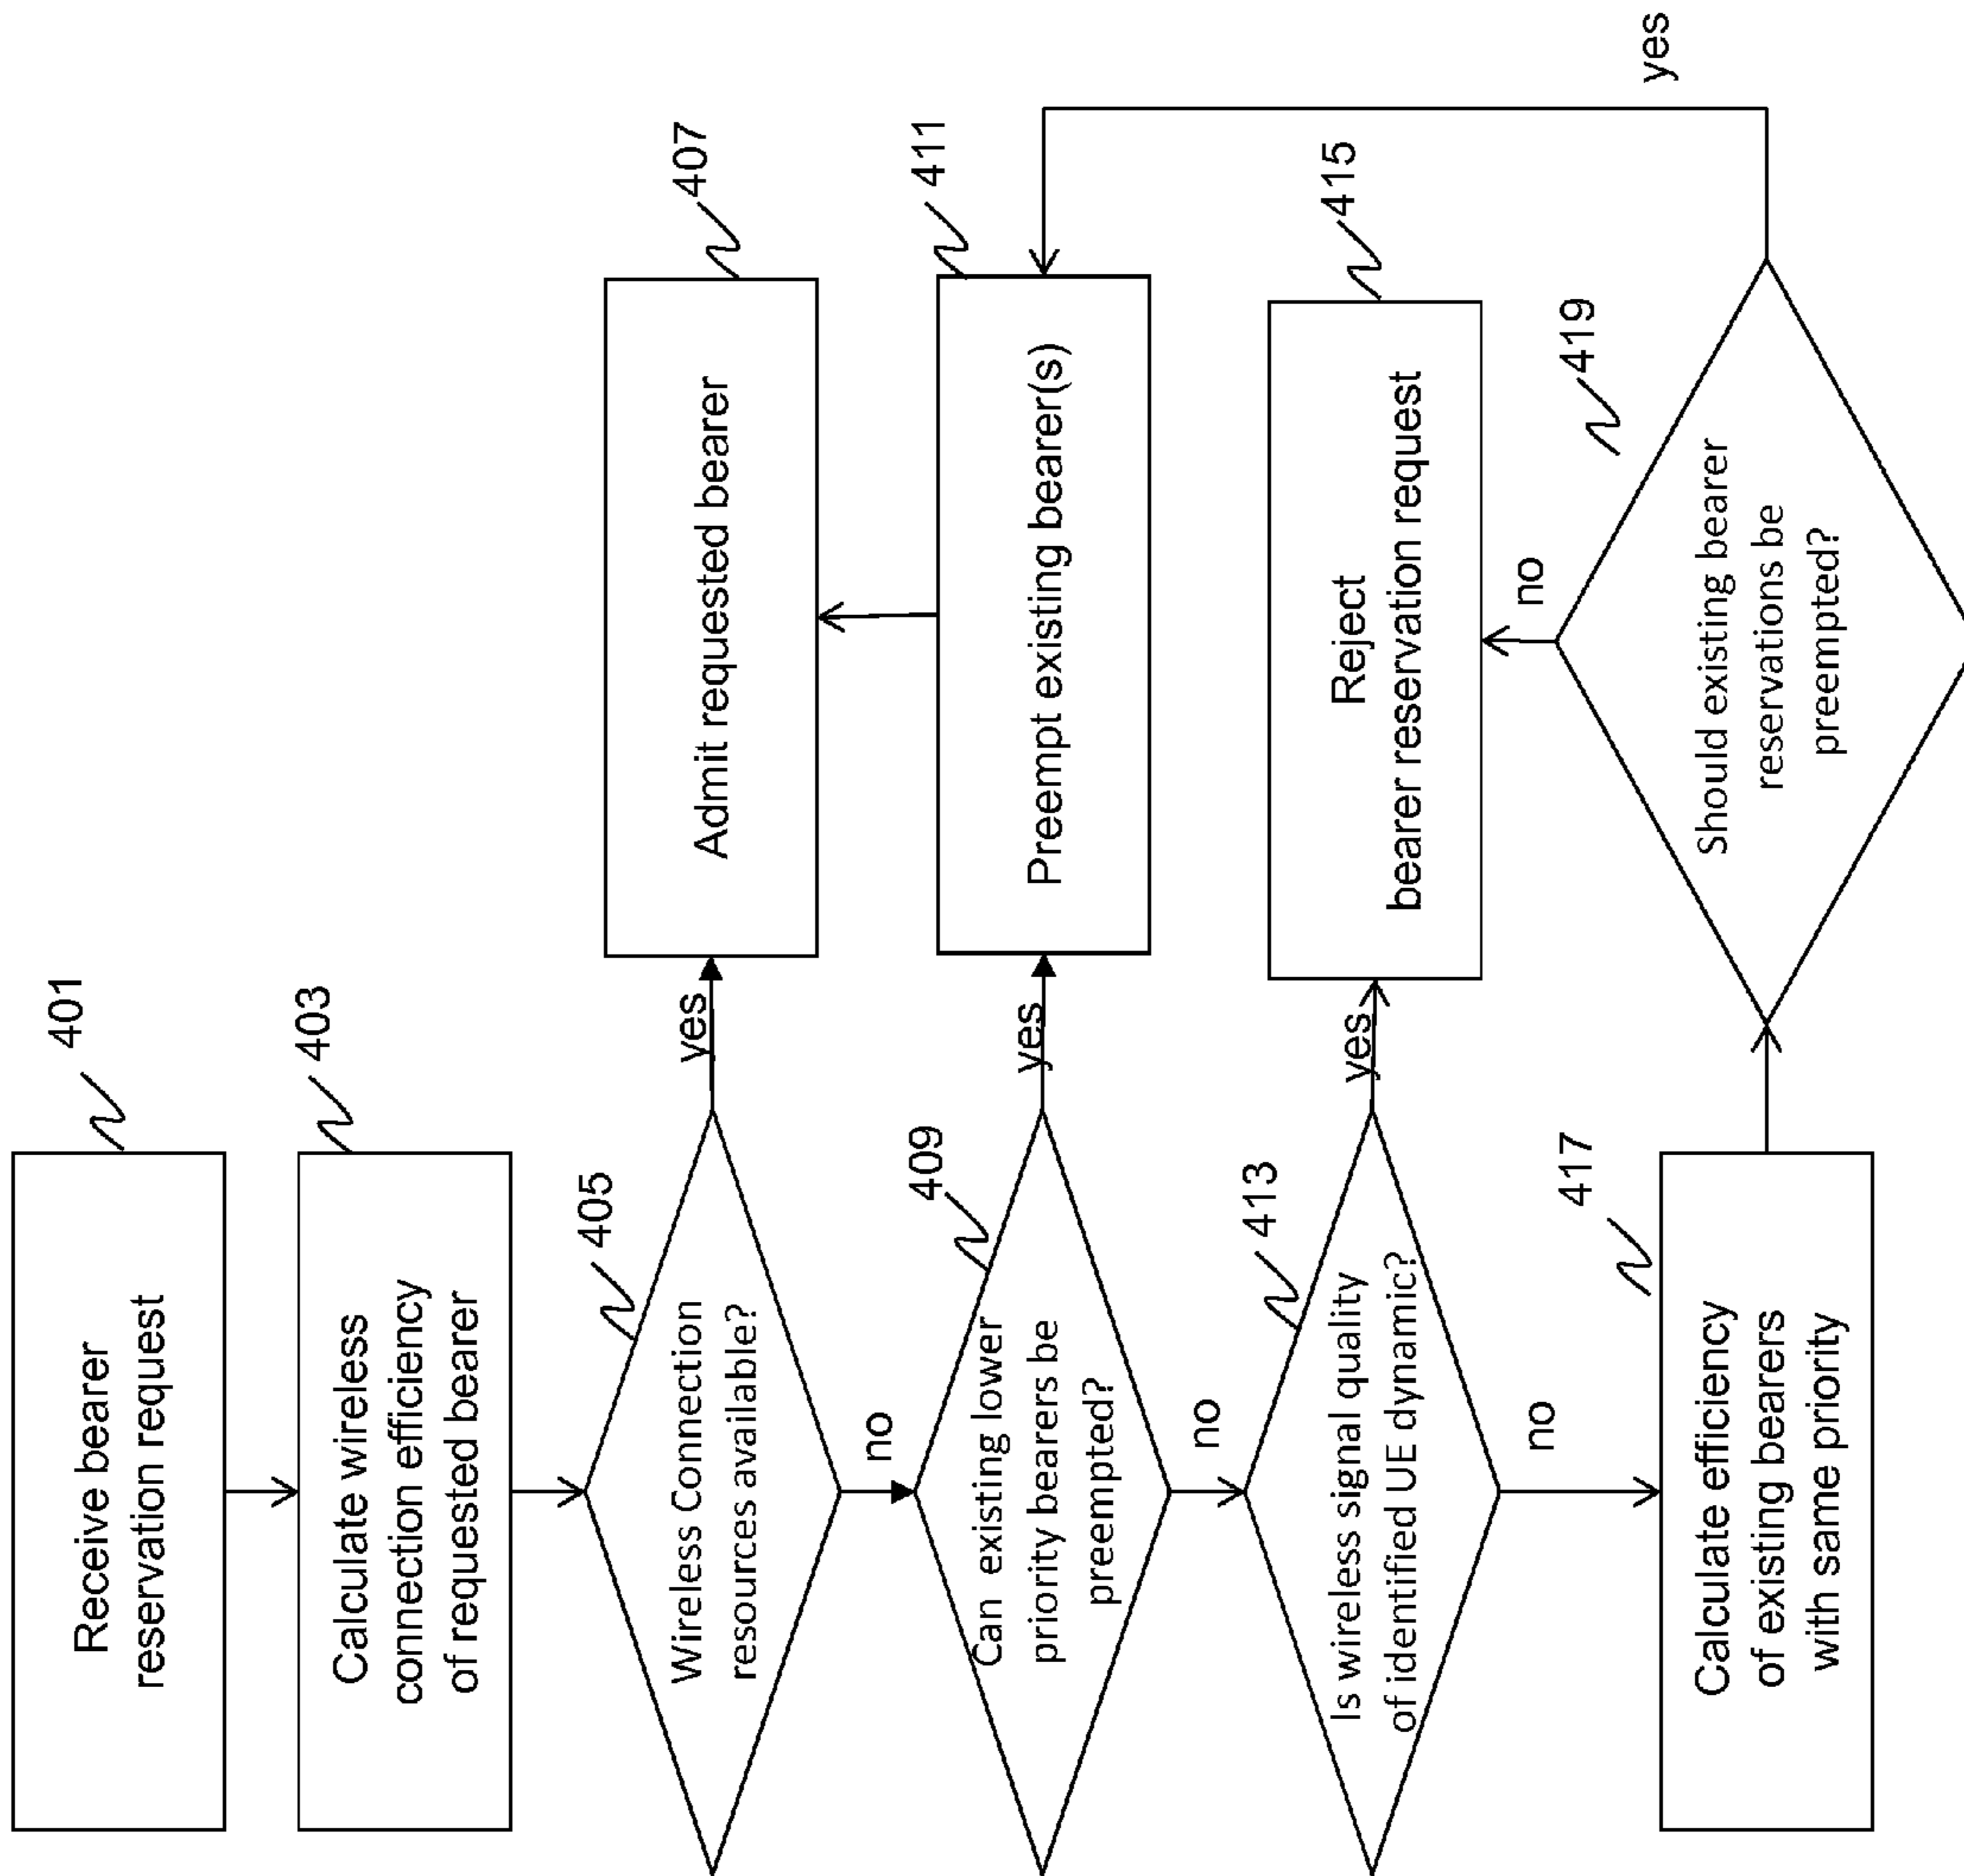 401
Receive bearer
reservation request
403
Calculate wireless
connection efficiency
of requested bearer
405
Wireless Connection
resources available?
yes
407
Admit requested bearer
no
409
Can existing lower
priority bearers be
preempted?
yes
411
Preempt existing bearer(s)
no
413
Is wireless signal quality
of identified UE dynamic?
yes
415
Reject
bearer reservation request
no
417
Calculate efficiency
of existing bearers
with same priority
419
Should existing bearer
reservations be
preempted?
no
yes